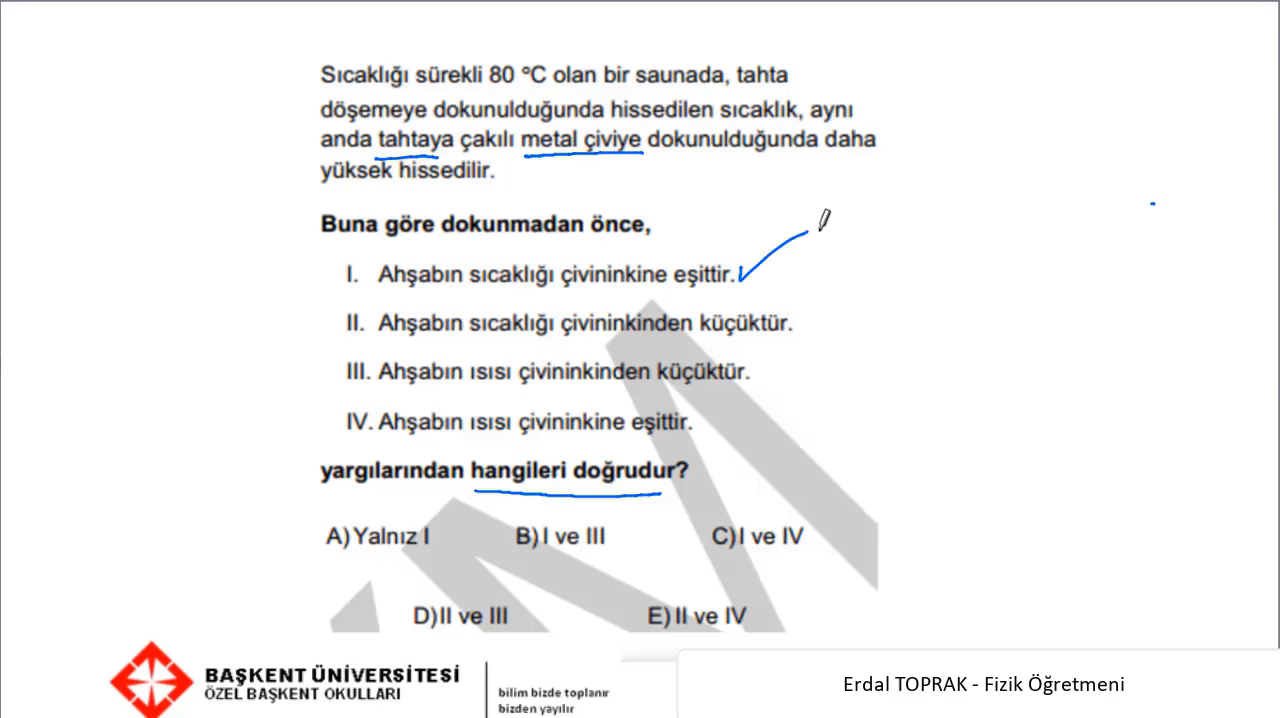 Sıcaklığı sürekli 80 °C olan bir saunada, tahta
döşemeye dokunulduğunda hissedilen sıcaklık, aynı
anda tahtaya çakılı metal çiviye dokunulduğunda daha
yüksek hissedilir.
Buna göre dokunmadan önce,
I. Ahşabın sıcaklığı çivininkine eşittir.
II. Ahşabın sıcaklığı çivininkinden küçüktür.
III. Ahşabın ısısı çivininkinden küçüktür.
IV. Ahşabın ısısı çivininkine eşittir.
yargılarından hangileri doğrudur?
A) Yalnız I B) I ve III C) I ve IV
D) II ve III E) II ve IV
BAŞKENT ÜNİVERSİTESİ
ÖZEL BAŞKENT OKULLARI
bilim bizde toplanır
bizden yayılır
Erdal TOPRAK - Fizik Öğretmeni